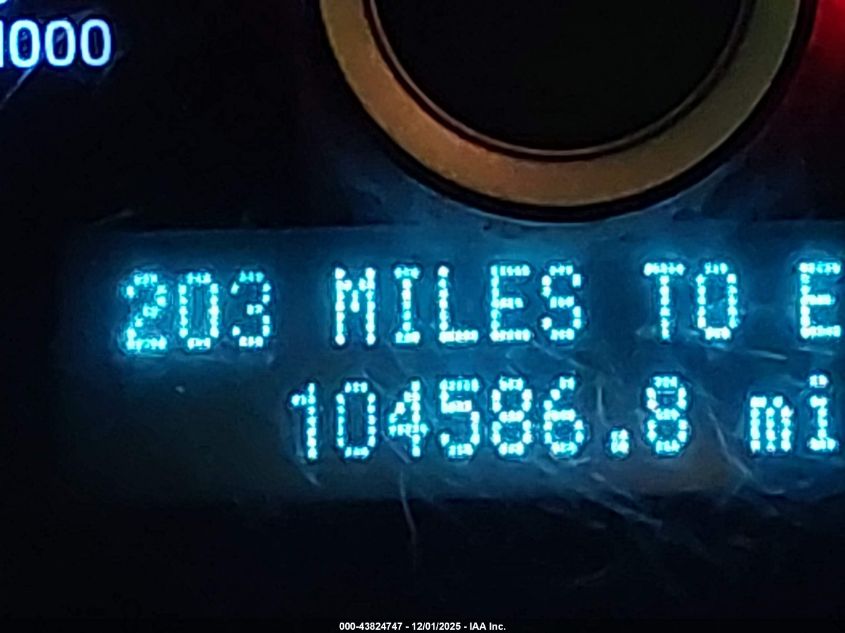 1000
203 MILES TO E
104586.8 mi
000-43824747 - 12/01/2025 - IAA Inc.